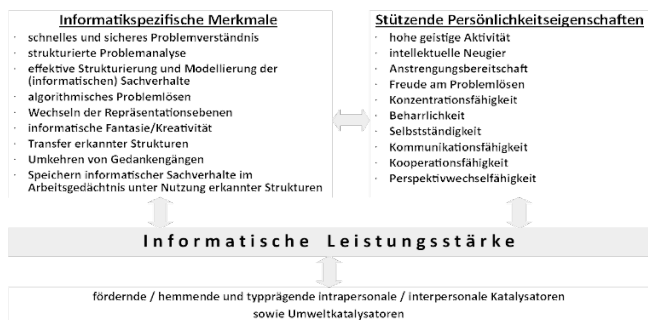 Informatikspezifische Merkmale
· schnelles und sicheres Problemverständnis
· strukturierte Problemanalyse
· effektive Strukturierung und Modellierung der
(informatischen) Sachverhalte
· algorithmisches Problemlösen
· Wechseln der Repräsentationsebenen
· informatische Fantasie/Kreativität
· Transfer erkannter Strukturen
· Umkehren von Gedankengängen
· Speichern informatischer Sachverhalte im
Arbeitsgedächtnis unter Nutzung erkannter Strukturen
Stützende Persönlichkeitseigenschaften
· hohe geistige Aktivität
· intellektuelle Neugier
· Anstrengungsbereitschaft
· Freude am Problemlösen
· Konzentrationsfähigkeit
· Beharrlichkeit
· Selbstständigkeit
· Kommunikationsfähigkeit
· Kooperationsfähigkeit
· Perspektivwechselfähigkeit
Informatische Leistungsstärke
fördernde / hemmende und typprägende intrapersonale / interpersonale Katalysatoren
sowie Umweltkatalysatoren